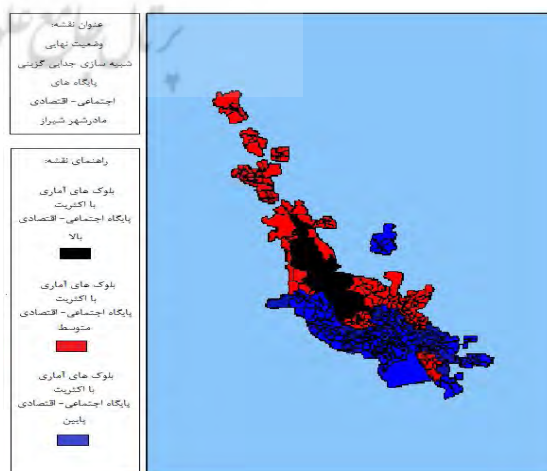 عنوان نقشه:
وضعیت نهایی
شبیه سازی جدایی گزینی
پایگاه های
اجتماعی - اقتصادی
مادرشهر شیراز
راهنمای نقشه:
بلوک های آماری
با اکثریت
پایگاه اجتماعی- اقتصادی
بالا
بلوک های آماری
با اکثریت
پایگاه اجتماعی- اقتصادی
متوسط
بلوک های آماری
با اکثریت
پایگاه اجتماعی- اقتصادی
پایین